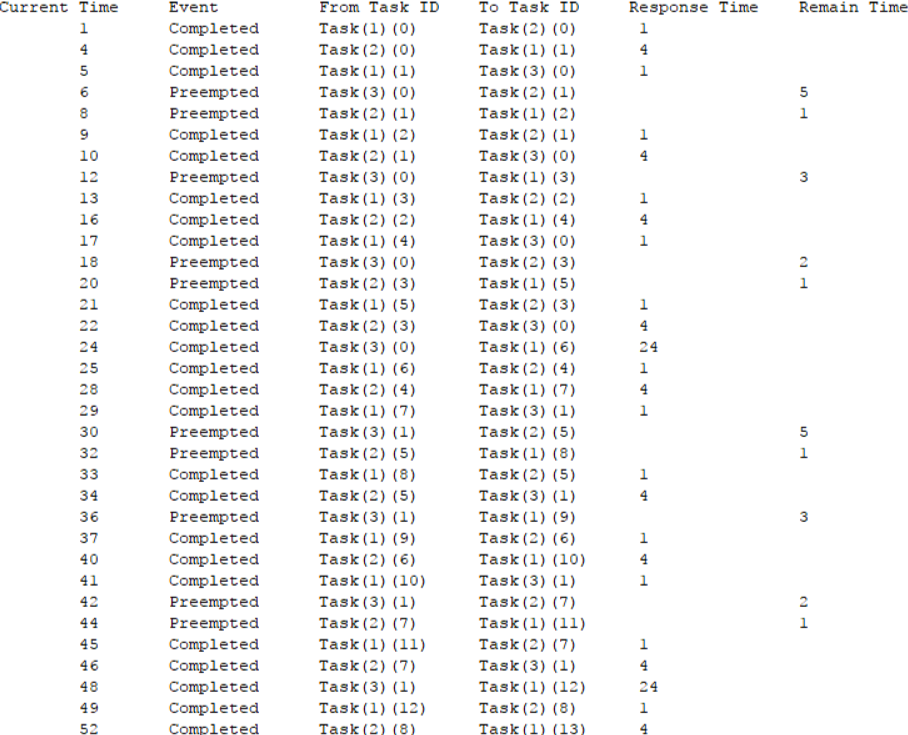 Current Time Event From Task ID To Task ID Response Time Remain Time
1 Completed Task(1)(0) Task(2)(0) 1
4 Completed Task(2)(0) Task(1)(1) 4
5 Completed Task(1)(1) Task(3)(0) 1
6 Preempted Task(3)(0) Task(2)(1) 5
8 Preempted Task(2)(1) Task(1)(2) 1
9 Completed Task(1)(2) Task(2)(1) 1
10 Completed Task(2)(1) Task(3)(0) 4
12 Preempted Task(3)(0) Task(1)(3) 3
13 Completed Task(1)(3) Task(2)(2) 1
16 Completed Task(2)(2) Task(1)(4) 4
17 Completed Task(1)(4) Task(3)(0) 1
18 Preempted Task(3)(0) Task(2)(3) 2
20 Preempted Task(2)(3) Task(1)(5) 1
21 Completed Task(1)(5) Task(2)(3) 1
22 Completed Task(2)(3) Task(3)(0) 4
24 Completed Task(3)(0) Task(1)(6) 24
25 Completed Task(1)(6) Task(2)(4) 1
28 Completed Task(2)(4) Task(1)(7) 4
29 Completed Task(1)(7) Task(3)(1) 1
30 Preempted Task(3)(1) Task(2)(5) 5
32 Preempted Task(2)(5) Task(1)(8) 1
33 Completed Task(1)(8) Task(2)(5) 1
34 Completed Task(2)(5) Task(3)(1) 4
36 Preempted Task(3)(1) Task(1)(9) 3
37 Completed Task(1)(9) Task(2)(6) 1
40 Completed Task(2)(6) Task(1)(10) 4
41 Completed Task(1)(10) Task(3)(1) 1
42 Preempted Task(3)(1) Task(2)(7) 2
44 Preempted Task(2)(7) Task(1)(11) 1
45 Completed Task(1)(11) Task(2)(7) 1
46 Completed Task(2)(7) Task(3)(1) 4
48 Completed Task(3)(1) Task(1)(12) 24
49 Completed Task(1)(12) Task(2)(8) 1
52 Completed Task(2)(8) Task(1)(13) 4